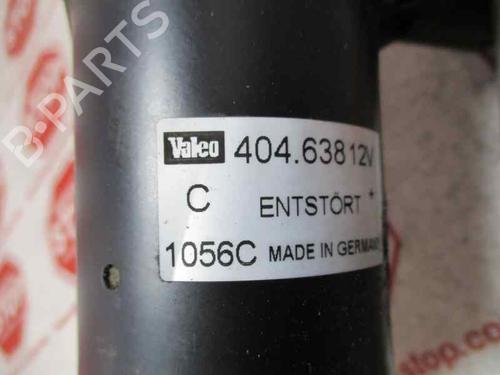 Valeo 404.638 12V
C ENTSTÖRT +
1056C MADE IN GERMANY
B-PARTS